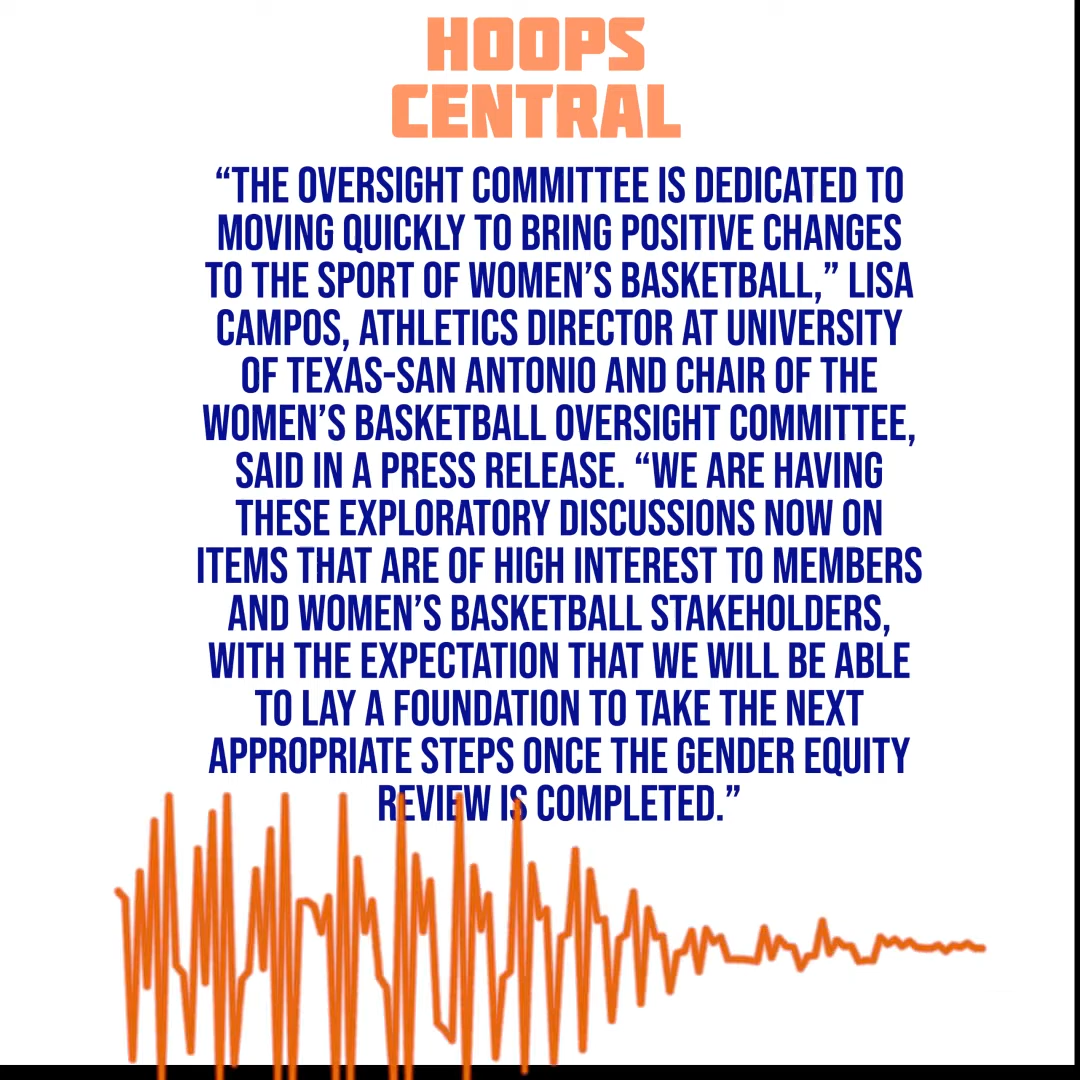 HOOPS
CENTRAL
“THE OVERSIGHT COMMITTEE IS DEDICATED TO
MOVING QUICKLY TO BRING POSITIVE CHANGES
TO THE SPORT OF WOMEN’S BASKETBALL,” LISA
CAMPOS, ATHLETICS DIRECTOR AT UNIVERSITY
OF TEXAS-SAN ANTONIO AND CHAIR OF THE
WOMEN’S BASKETBALL OVERSIGHT COMMITTEE,
SAID IN A PRESS RELEASE. “WE ARE HAVING
THESE EXPLORATORY DISCUSSIONS NOW ON
ITEMS THAT ARE OF HIGH INTEREST TO MEMBERS
AND WOMEN’S BASKETBALL STAKEHOLDERS,
WITH THE EXPECTATION THAT WE WILL BE ABLE
TO LAY A FOUNDATION TO TAKE THE NEXT
APPROPRIATE STEPS ONCE THE GENDER EQUITY
REVIEW IS COMPLETED.”